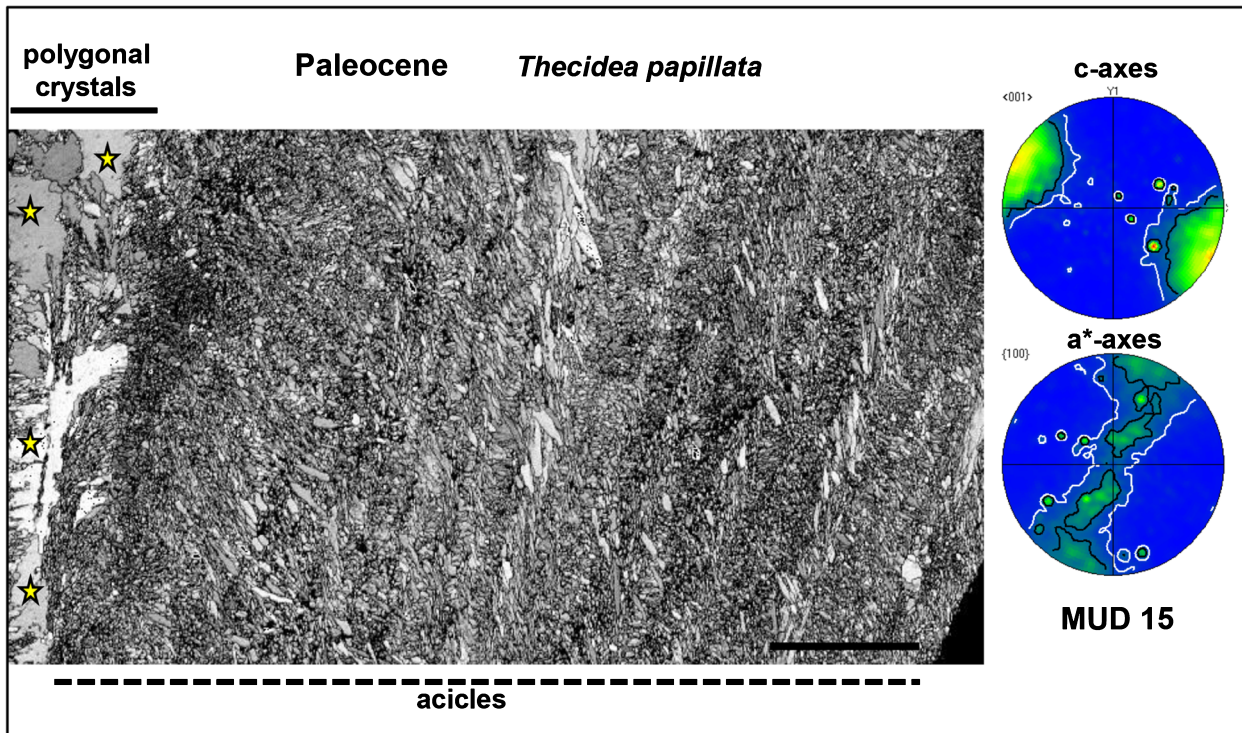 polygonal
crystals
Paleocene
Thecidea papillata
acicles
c-axes
<001>
Y1
a*-axes
{100}
MUD 15